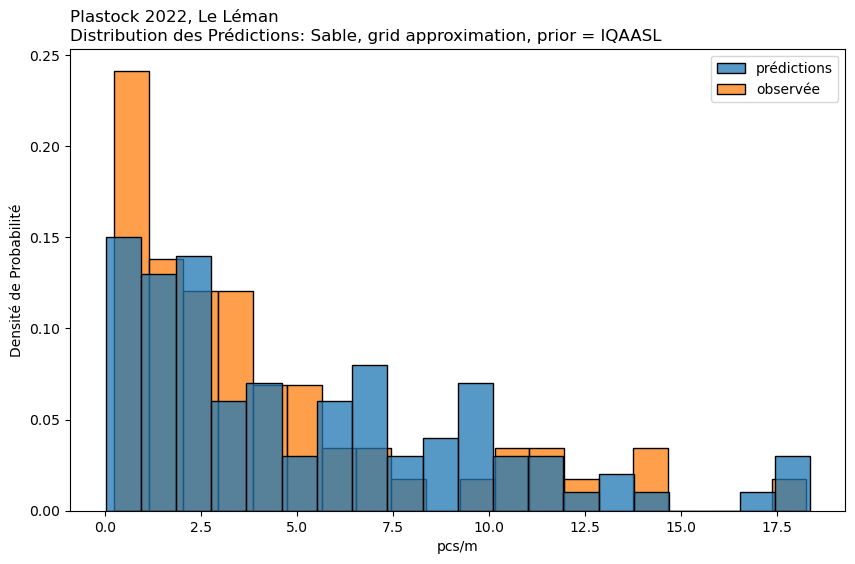 Plastock 2022, Le Léman
Distribution des Prédictions: Sable, grid approximation, prior = IQAASL
prédictions
observée
Densité de Probabilité
0.25
0.20
0.15
0.10
0.05
0.00
0.0 2.5 5.0 7.5 10.0 12.5 15.0 17.5
pcs/m